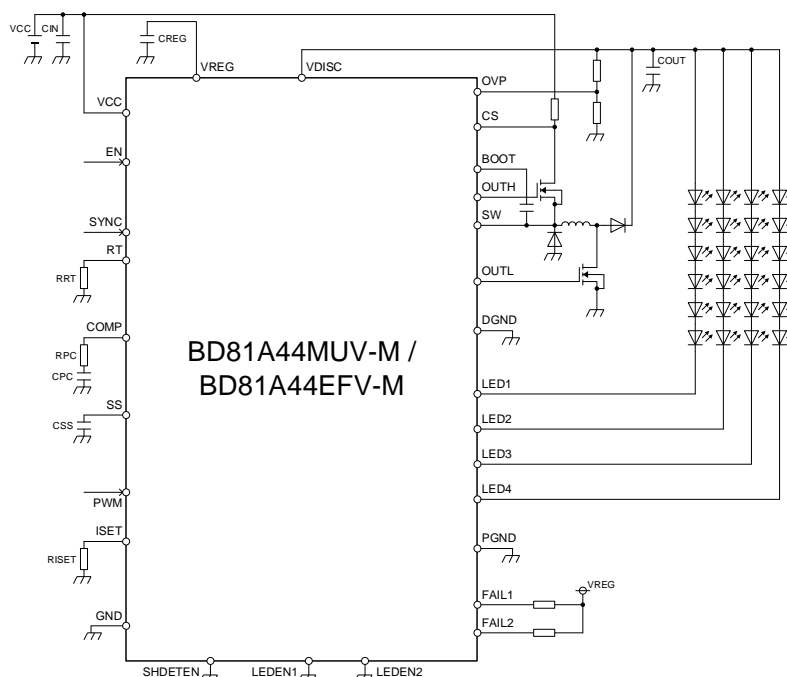 VCC
CIN
CREG
VREG
VDISC
COUT
VCC
OVP
CS
EN
BOOT
OUTH
SYNC
SW
RT
RRT
OUTL
COMP
DGND
RPC
CPC
BD81A44MUV-M /
BD81A44EFV-M
SS
CSS
LED1
LED2
LED3
LED4
PWM
ISET
RISET
PGND
VREG
FAIL1
GND
FAIL2
SHDETEN
LEDEN1
LEDEN2